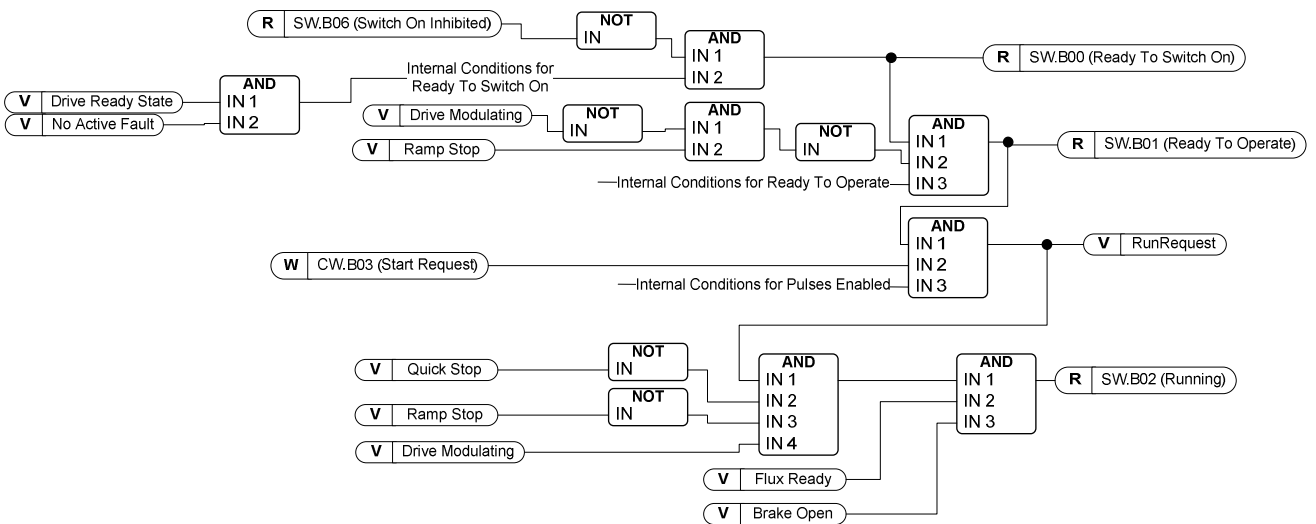 R SW.B06 (Switch On Inhibited)
NOT
IN
AND
IN 1
IN 2
R SW.B00 (Ready To Switch On)
Internal Conditions for
Ready To Switch On
V Drive Ready State
V No Active Fault
AND
IN 1
IN 2
V Drive Modulating
NOT
IN
V Ramp Stop
AND
IN 1
IN 2
NOT
IN
AND
IN 1
IN 2
IN 3
R SW.B01 (Ready To Operate)
Internal Conditions for Ready To Operate
W CW.B03 (Start Request)
AND
IN 1
IN 2
IN 3
V RunRequest
Internal Conditions for Pulses Enabled
V Quick Stop
NOT
IN
V Ramp Stop
NOT
IN
V Drive Modulating
AND
IN 1
IN 2
IN 3
IN 4
AND
IN 1
IN 2
IN 3
R SW.B02 (Running)
V Flux Ready
V Brake Open